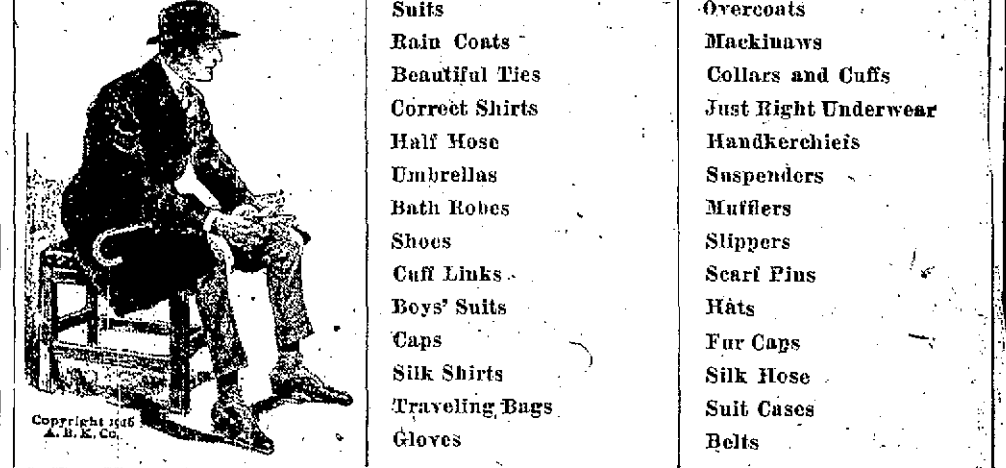 Suits
Rain Coats
Beautiful Ties
Correct Shirts
Half Hose
Umbrellas
Bath Robes
Shoes
Cuff Links
Boys' Suits
Caps
Silk Shirts
Traveling Bags
Gloves
Overcoats
Mackinaws
Collars and Cuffs
Just Right Underwear
Handkerchiefs
Suspenders
Mufflers
Slippers
Scarf Pins
Hats
Fur Caps
Silk Hose
Suit Cases
Belts
Copyright 1916
A. B. K. Co.